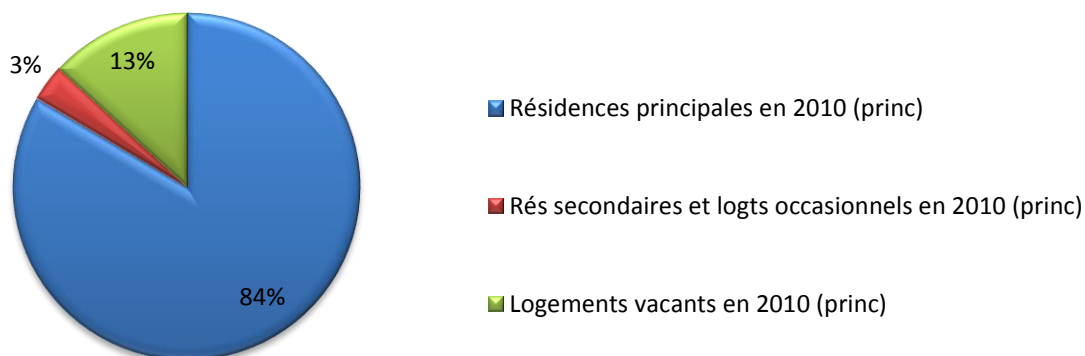 3%
13%
84%
Résidences principales en 2010 (princ)
Rés secondaires et logts occasionnels en 2010 (princ)
Logements vacants en 2010 (princ)